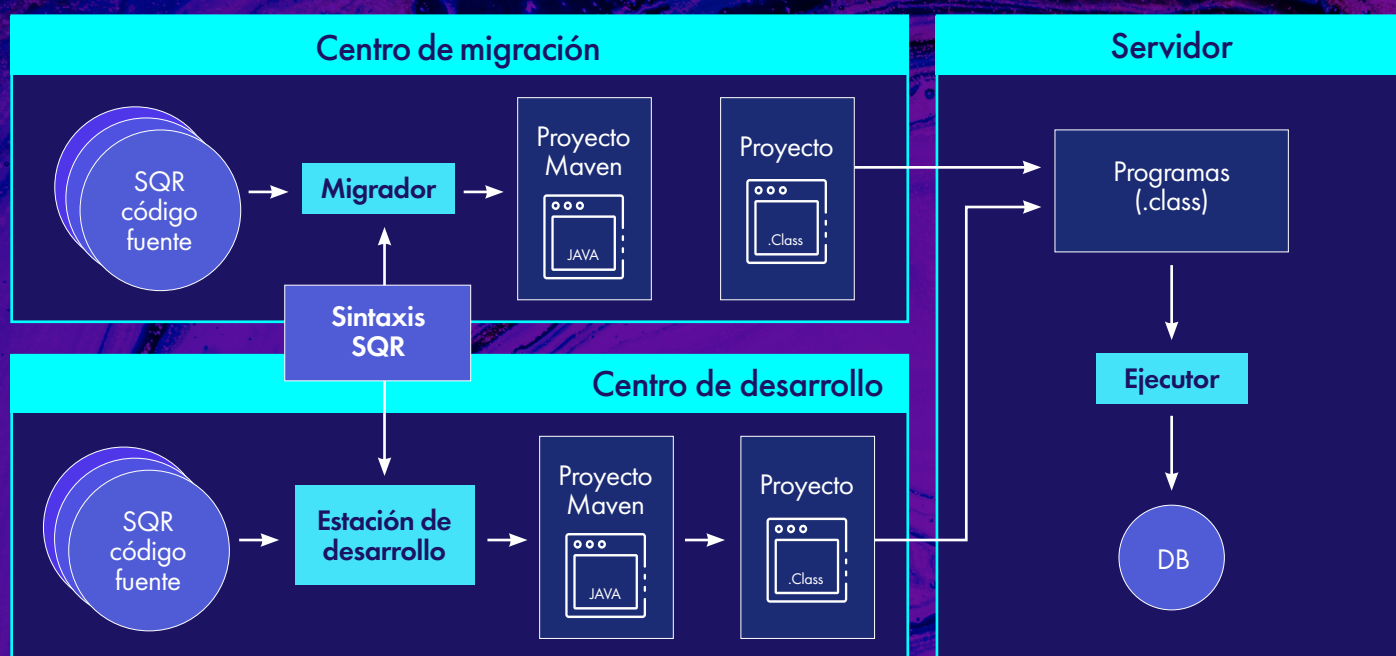 Centro de migración
SQR
código
fuente
Migrador
Proyecto
Maven
JAVA
Proyecto
.Class
Sintaxis
SQR
Centro de desarrollo
SQR
código
fuente
Estación de
desarrollo
Proyecto
Maven
JAVA
Proyecto
.Class
Servidor
Programas
(.class)
Ejecutor
DB